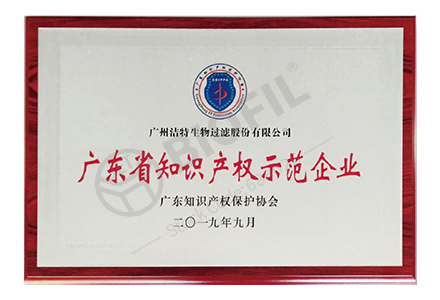 广州洁特生物过滤股份有限公司
广东省知识产权示范企业
广东知识产权保护协会
二〇一九年九月
BIOFIL